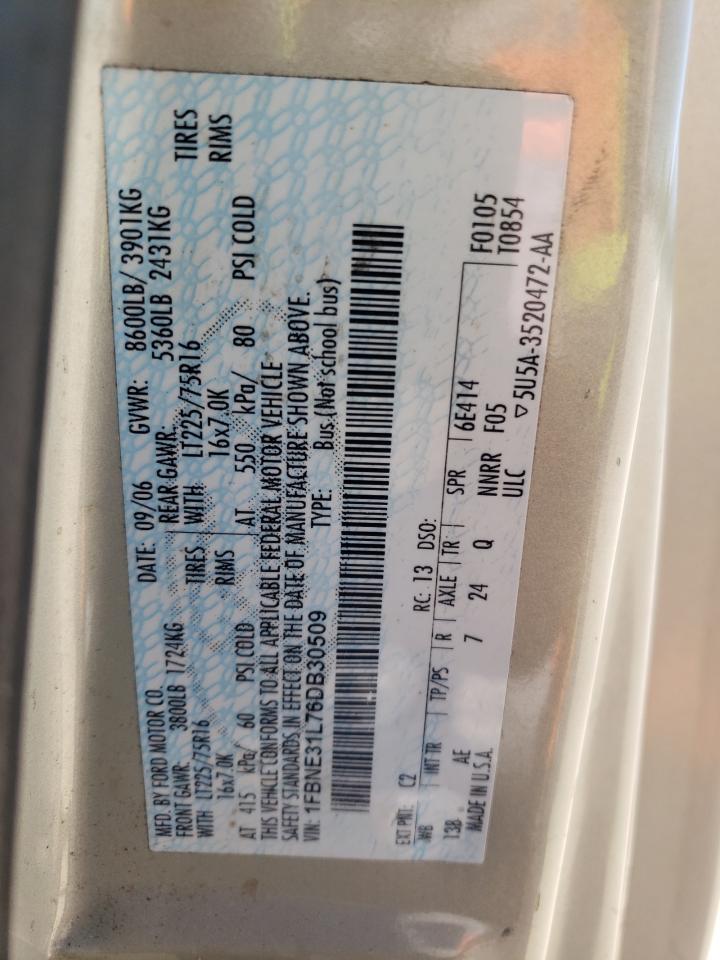 MFD. BY FORD MOTOR CO.
DATE: 09/06 GVWR: 8600LB/ 3901KG
FRONT GAWR: 3800LB 1724KG REAR GAWR: 5360LB 2431KG
WITH LT225/75R16 TIRES WITH LT225/75R16 TIRES
16x7.0K RIMS 16x7.0K RIMS
AT 415 kPa/ 60 PSI COLD AT 550 kPa/ 80 PSI COLD
THIS VEHICLE CONFORMS TO ALL APPLICABLE FEDERAL MOTOR VEHICLE
SAFETY STANDARDS IN EFFECT ON THE DATE OF MANUFACTURE SHOWN ABOVE.
VIN: 1FBNE31L76DB30509 TYPE: Bus (Not school bus)
EXT PNT: C2 RC: 13 DSO:
WB INT TR TP/PS R AXLE TR SPR 6E414 F0105
138 AE 7 24 Q NNRR F05 T0854
MADE IN U.S.A. ULC ▽5U5A-3520472-AA